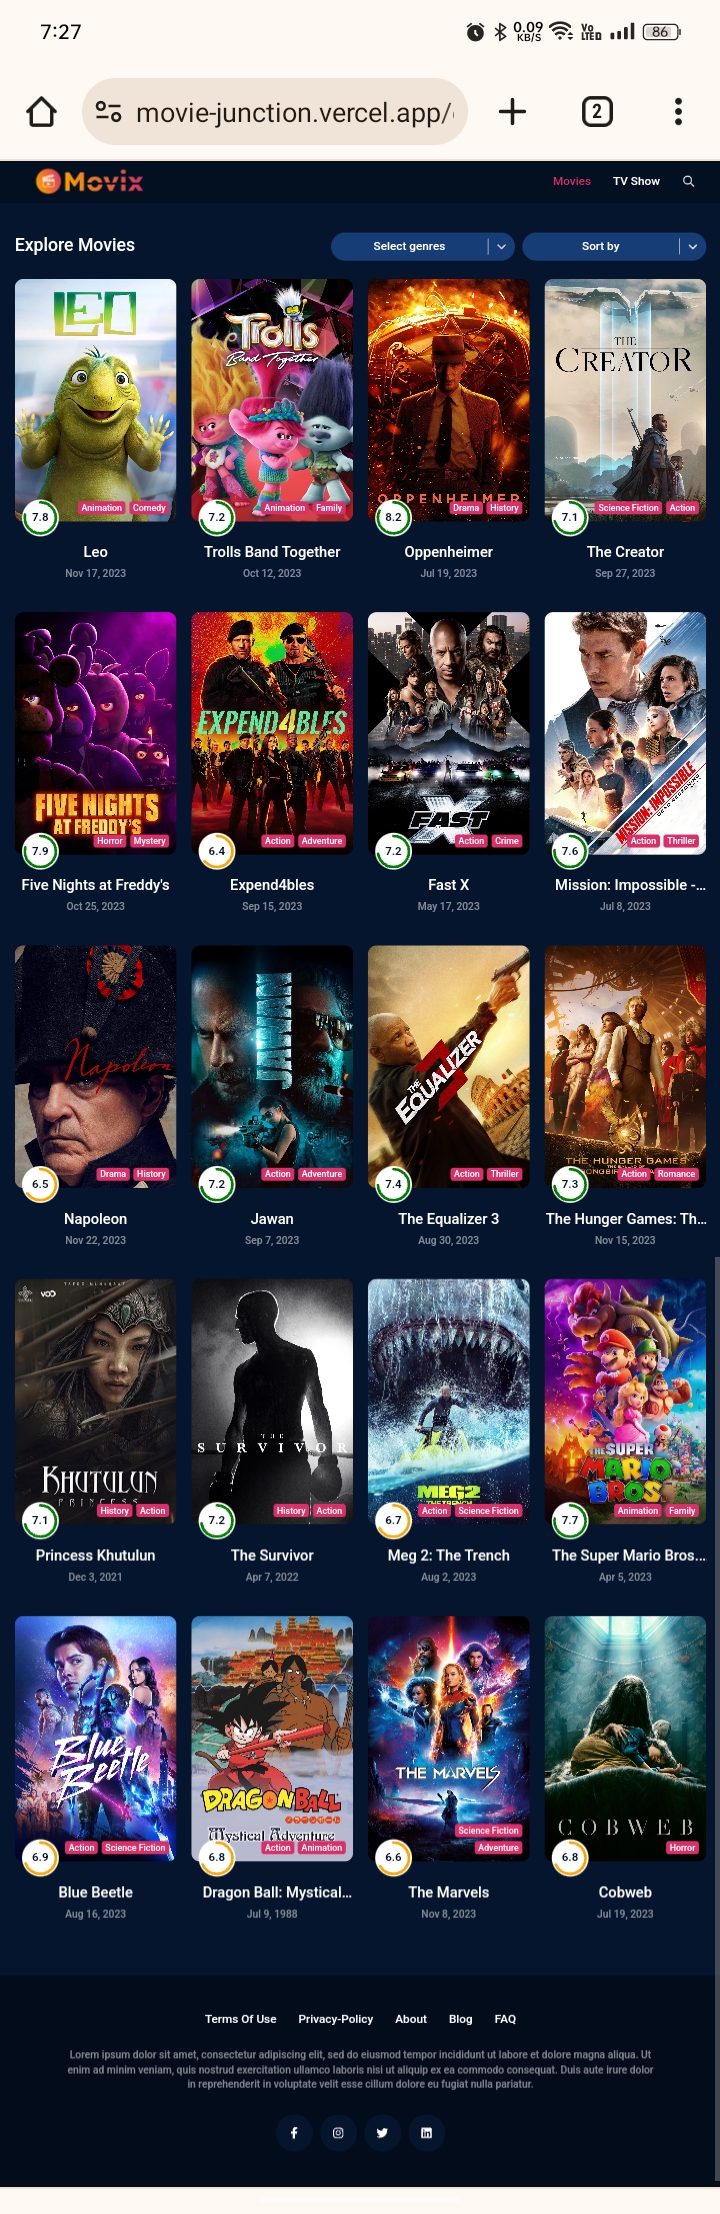 7:27
0.09
KB/S
Vo
LTED
86
movie-junction.vercel.app/
2
Movix
Movies
TV Show
Explore Movies
Select genres
Sort by
LEO
Trolls
Band Together
OPPENHEIMER
THE
CREATOR
7.8 Animation Comedy
7.2 Animation Family
8.2 Drama History
7.1 Science Fiction Action
Leo
Trolls Band Together
Oppenheimer
The Creator
Nov 17, 2023
Oct 12, 2023
Jul 19, 2023
Sep 27, 2023
FIVE NIGHTS
AT FREDDY'S
EXPEND4BLES
FAST X
MISSION: IMPOSSIBLE
7.9 Horror Mystery
6.4 Action Adventure
7.2 Action Crime
7.6 Action Thriller
Five Nights at Freddy's
Expend4bles
Fast X
Mission: Impossible -...
Oct 25, 2023
Sep 15, 2023
May 17, 2023
Jul 8, 2023
Napoleon
JAWAN
THE
EQUALIZER
THE HUNGER GAMES
6.5 Drama History
7.2 Action Adventure
7.4 Action Thriller
7.3 Action Romance
Napoleon
Jawan
The Equalizer 3
The Hunger Games: Th...
Nov 22, 2023
Sep 7, 2023
Aug 30, 2023
Nov 15, 2023
voo
KHUTULUN
PRINCESS
THE
SURVIVOR
MEG2
THE TRENCH
THE SUPER
MARIO
BROS.
7.1 History Action
7.2 History Action
6.7 Action Science Fiction
7.7 Animation Family
Princess Khutulun
The Survivor
Meg 2: The Trench
The Super Mario Bros...
Dec 3, 2021
Apr 7, 2022
Aug 2, 2023
Apr 5, 2023
Blue
Beetle
DRAGONBALL
Mystical Adventure
THE MARVELS
COBWEB
6.9 Action Science Fiction
6.8 Action Animation
6.6 Science Fiction
Adventure
6.8 Horror
Blue Beetle
Dragon Ball: Mystical...
The Marvels
Cobweb
Aug 16, 2023
Jul 9, 1988
Nov 8, 2023
Jul 19, 2023
Terms Of Use
Privacy-Policy
About
Blog
FAQ
Lorem ipsum dolor sit amet, consectetur adipiscing elit, sed do eiusmod tempor incididunt ut labore et dolore magna aliqua. Ut
enim ad minim veniam, quis nostrud exercitation ullamco laboris nisi ut aliquip ex ea commodo consequat. Duis aute irure dolor
in reprehenderit in voluptate velit esse cillum dolore eu fugiat nulla pariatur.